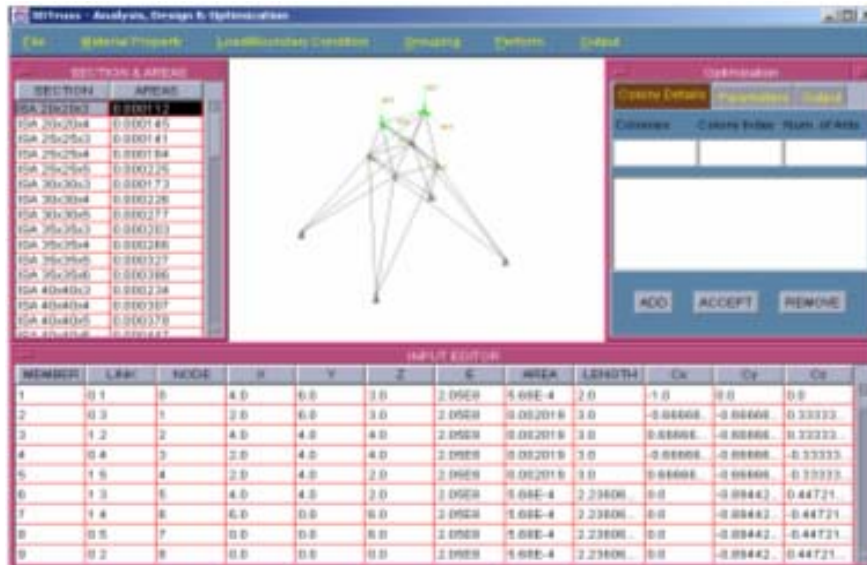 Analysis, Design & Optimization
File Material Property Load/Boundary Condition Grouping Perform Output
SECTION & AREAS
SECTION AREAS
ISA 20x20x3 0.000112
ISA 20x20x4 0.000145
ISA 25x25x3 0.000141
ISA 25x25x4 0.000184
ISA 25x25x5 0.000225
ISA 30x30x3 0.000173
ISA 30x30x4 0.000226
ISA 30x30x5 0.000277
ISA 35x35x3 0.000203
ISA 35x35x4 0.000266
ISA 35x35x5 0.000327
ISA 35x35x6 0.000386
ISA 40x40x3 0.000234
ISA 40x40x4 0.000307
ISA 40x40x5 0.000378
Optimization
Colony Details Parameters Output
Colonies Colony Index Num. of Ants
ADD ACCEPT REMOVE
INPUT EDITOR
MEMBER LINK NODE X Y Z E AREA LENGTH Cx Cy Cz
1 0 1 0 4.0 6.0 3.0 2.05E8 5.68E-4 2.0 -1.0 0.0 0.0
2 0 3 1 2.0 6.0 3.0 2.05E8 0.002019 3.0 -0.66666.. -0.66666.. 0.33333..
3 1 2 2 4.0 4.0 4.0 2.05E8 0.002019 3.0 0.66666.. -0.66666.. 0.33333..
4 0 4 3 2.0 4.0 4.0 2.05E8 0.002019 3.0 -0.66666.. -0.66666.. -0.33333..
5 1 5 4 2.0 4.0 2.0 2.05E8 0.002019 3.0 0.66666.. -0.66666.. -0.33333..
6 1 3 5 4.0 4.0 2.0 2.05E8 5.68E-4 2.23606.. 0.0 -0.89442.. 0.44721..
7 1 4 6 6.0 0.0 6.0 2.05E8 5.68E-4 2.23606.. 0.0 -0.89442.. -0.44721..
8 0 5 7 0.0 0.0 6.0 2.05E8 5.68E-4 2.23606.. 0.0 -0.89442.. -0.44721..
9 0 2 8 0.0 0.0 0.0 2.05E8 5.68E-4 2.23606.. 0.0 -0.89442.. 0.44721..